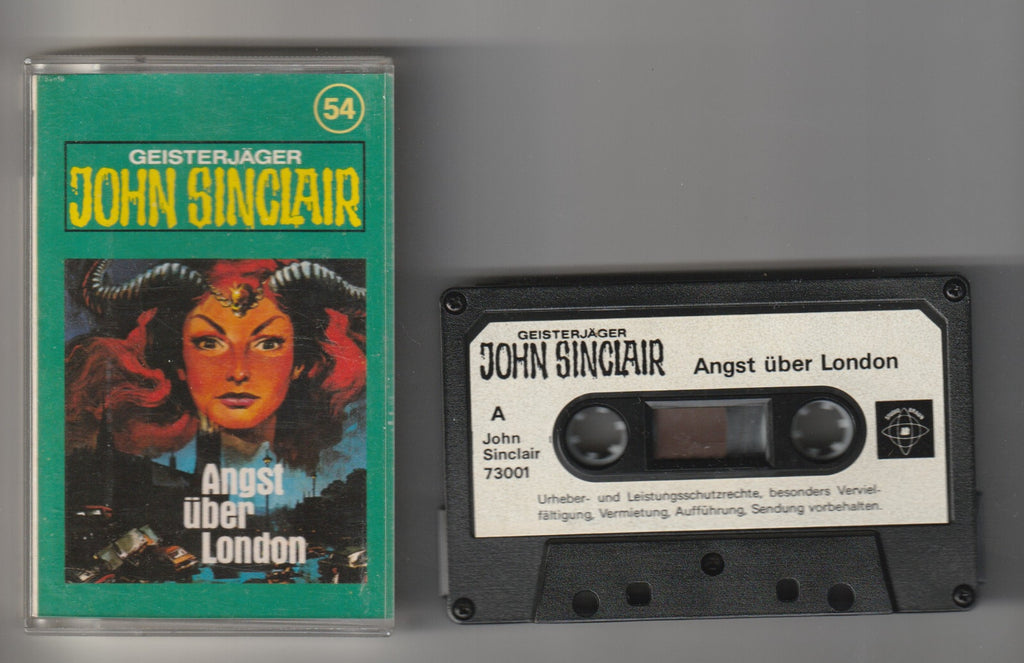 54
GEISTERJÄGER
JOHN SINCLAIR
Angst
über
London
GEISTERJÄGER
JOHN SINCLAIR
Angst über London
A
John
Sinclair
73001
Urheber- und Leistungsschutzrechte, besonders Verviel-
fältigung, Vermietung, Aufführung, Sendung vorbehalten.